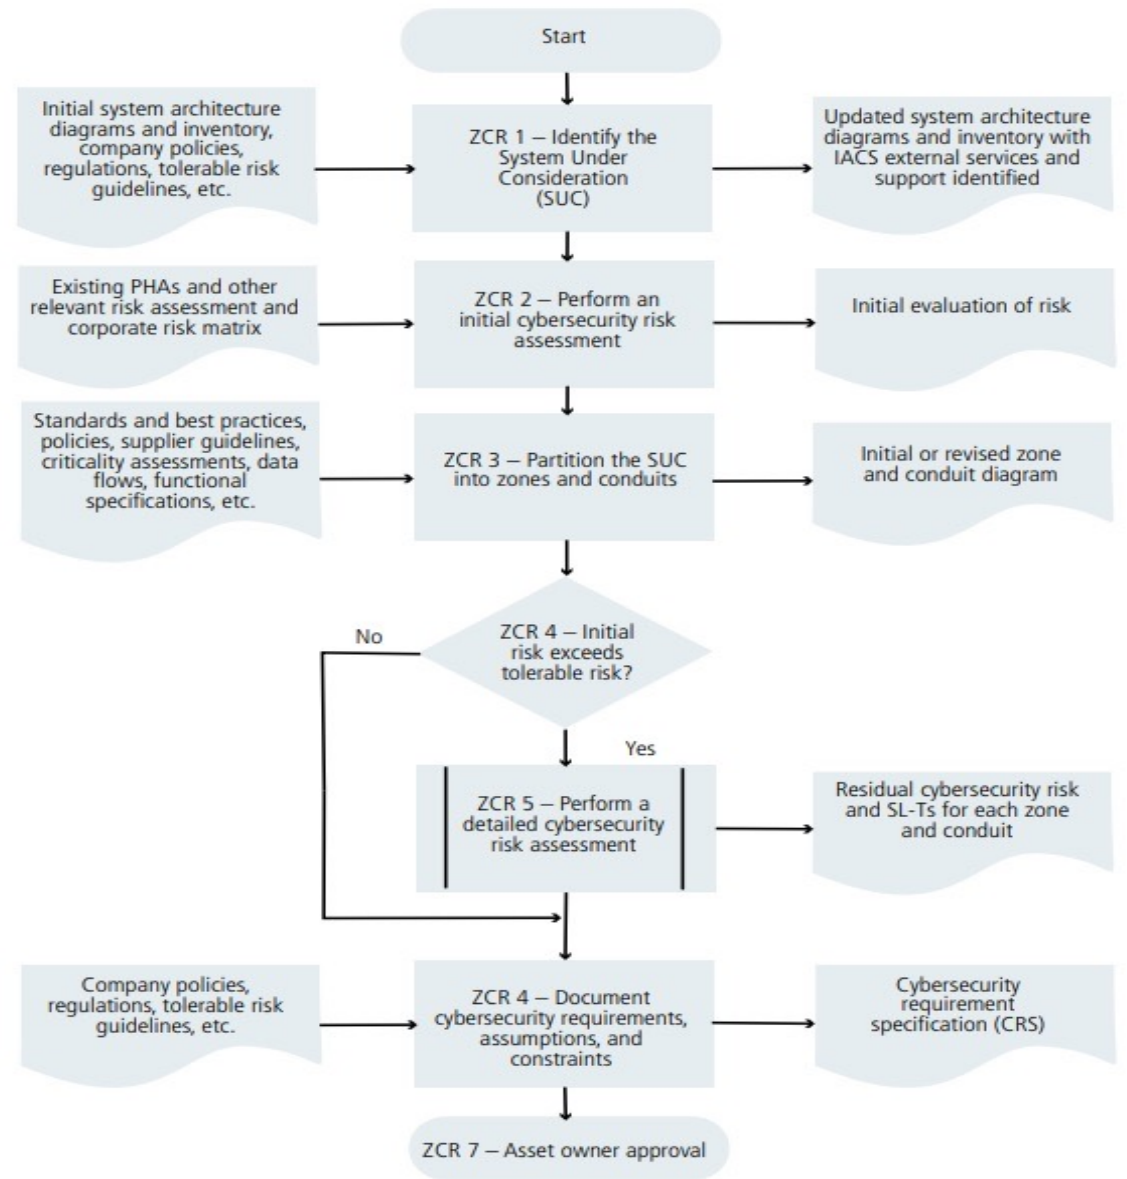 Start
Initial system architecture
diagrams and inventory,
company policies,
regulations, tolerable risk
guidelines, etc.
ZCR 1 – Identify the
System Under
Consideration
(SUC)
Updated system architecture
diagrams and inventory with
IACS external services and
support identified
Existing PHAs and other
relevant risk assessment and
corporate risk matrix
ZCR 2 – Perform an
initial cybersecurity risk
assessment
Initial evaluation of risk
Standards and best practices,
policies, supplier guidelines,
criticality assessments, data
flows, functional
specifications, etc.
ZCR 3 – Partition the SUC
into zones and conduits
Initial or revised zone
and conduit diagram
ZCR 4 – Initial
risk exceeds
tolerable risk?
No
Yes
ZCR 5 – Perform a
detailed cybersecurity
risk assessment
Residual cybersecurity risk
and SL-Ts for each zone
and conduit
Company policies,
regulations, tolerable risk
guidelines, etc.
ZCR 4 – Document
cybersecurity requirements,
assumptions, and
constraints
Cybersecurity
requirement
specification (CRS)
ZCR 7 – Asset owner approval